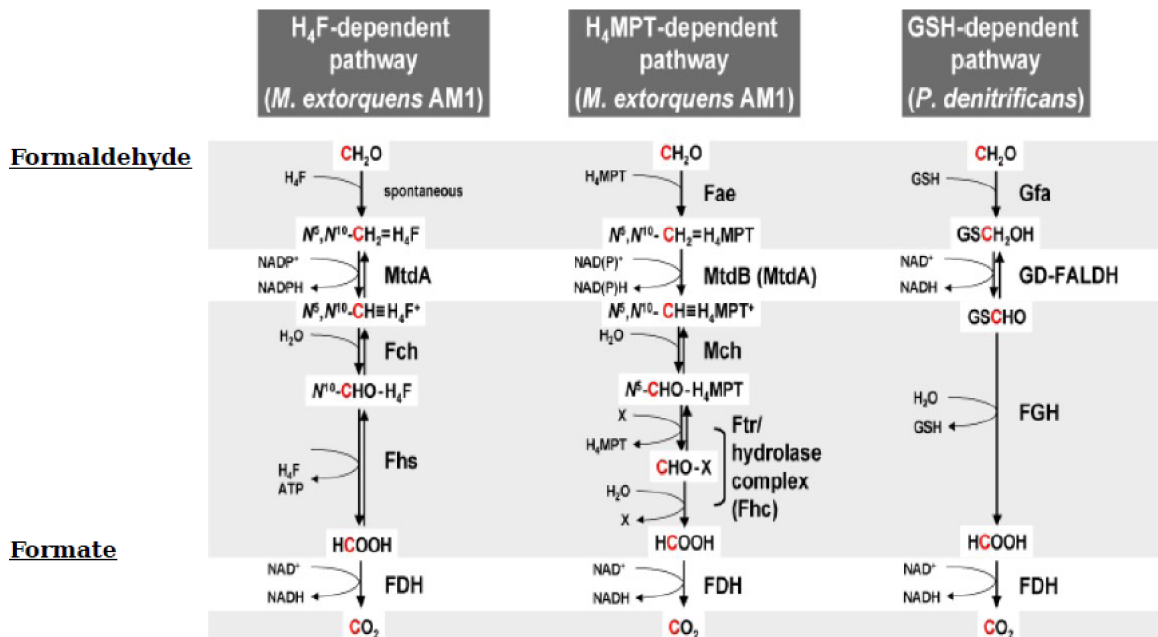 H₄F-dependent
pathway
(M. extorquens AM1)
H₄MPT-dependent
pathway
(M. extorquens AM1)
GSH-dependent
pathway
(P. denitrificans)
Formaldehyde
CH₂O
H₄F
spontaneous
N⁵,N¹⁰-CH₂=H₄F
NADP⁺
NADPH
MtdA
N⁵,N¹⁰-CH≡H₄F⁺
H₂O
Fch
N¹⁰-CHO-H₄F
H₄F
ATP
Fhs
Formate
HCOOH
NAD⁺
NADH
FDH
CO₂
CH₂O
H₄MPT
Fae
N⁵,N¹⁰- CH₂=H₄MPT
NAD(P)⁺
NAD(P)H
MtdB (MtdA)
N⁵,N¹⁰-CH≡H₄MPT⁺
H₂O
Mch
N⁵-CHO-H₄MPT
X
H₄MPT
CHO-X
H₂O
X
Ftr/
hydrolase
complex
(Fhc)
HCOOH
NAD⁺
NADH
FDH
CO₂
CH₂O
GSH
Gfa
GSCH₂OH
NAD⁺
NADH
GD-FALDH
GSCHO
H₂O
GSH
FGH
HCOOH
NAD⁺
NADH
FDH
CO₂